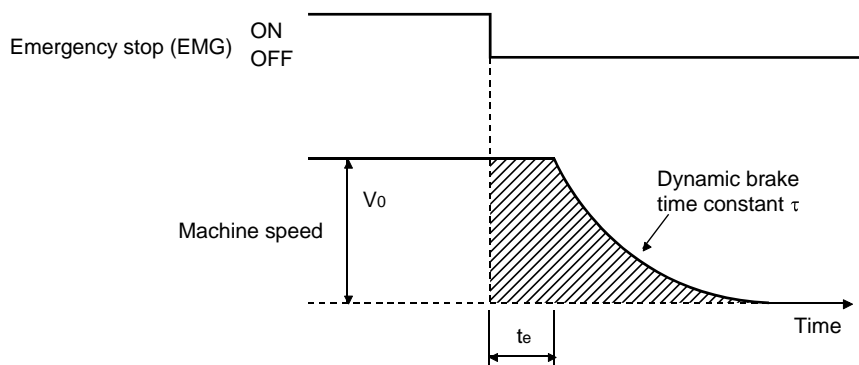 Emergency stop (EMG)
ON
OFF
V0
Machine speed
Dynamic brake
time constant τ
Time
te